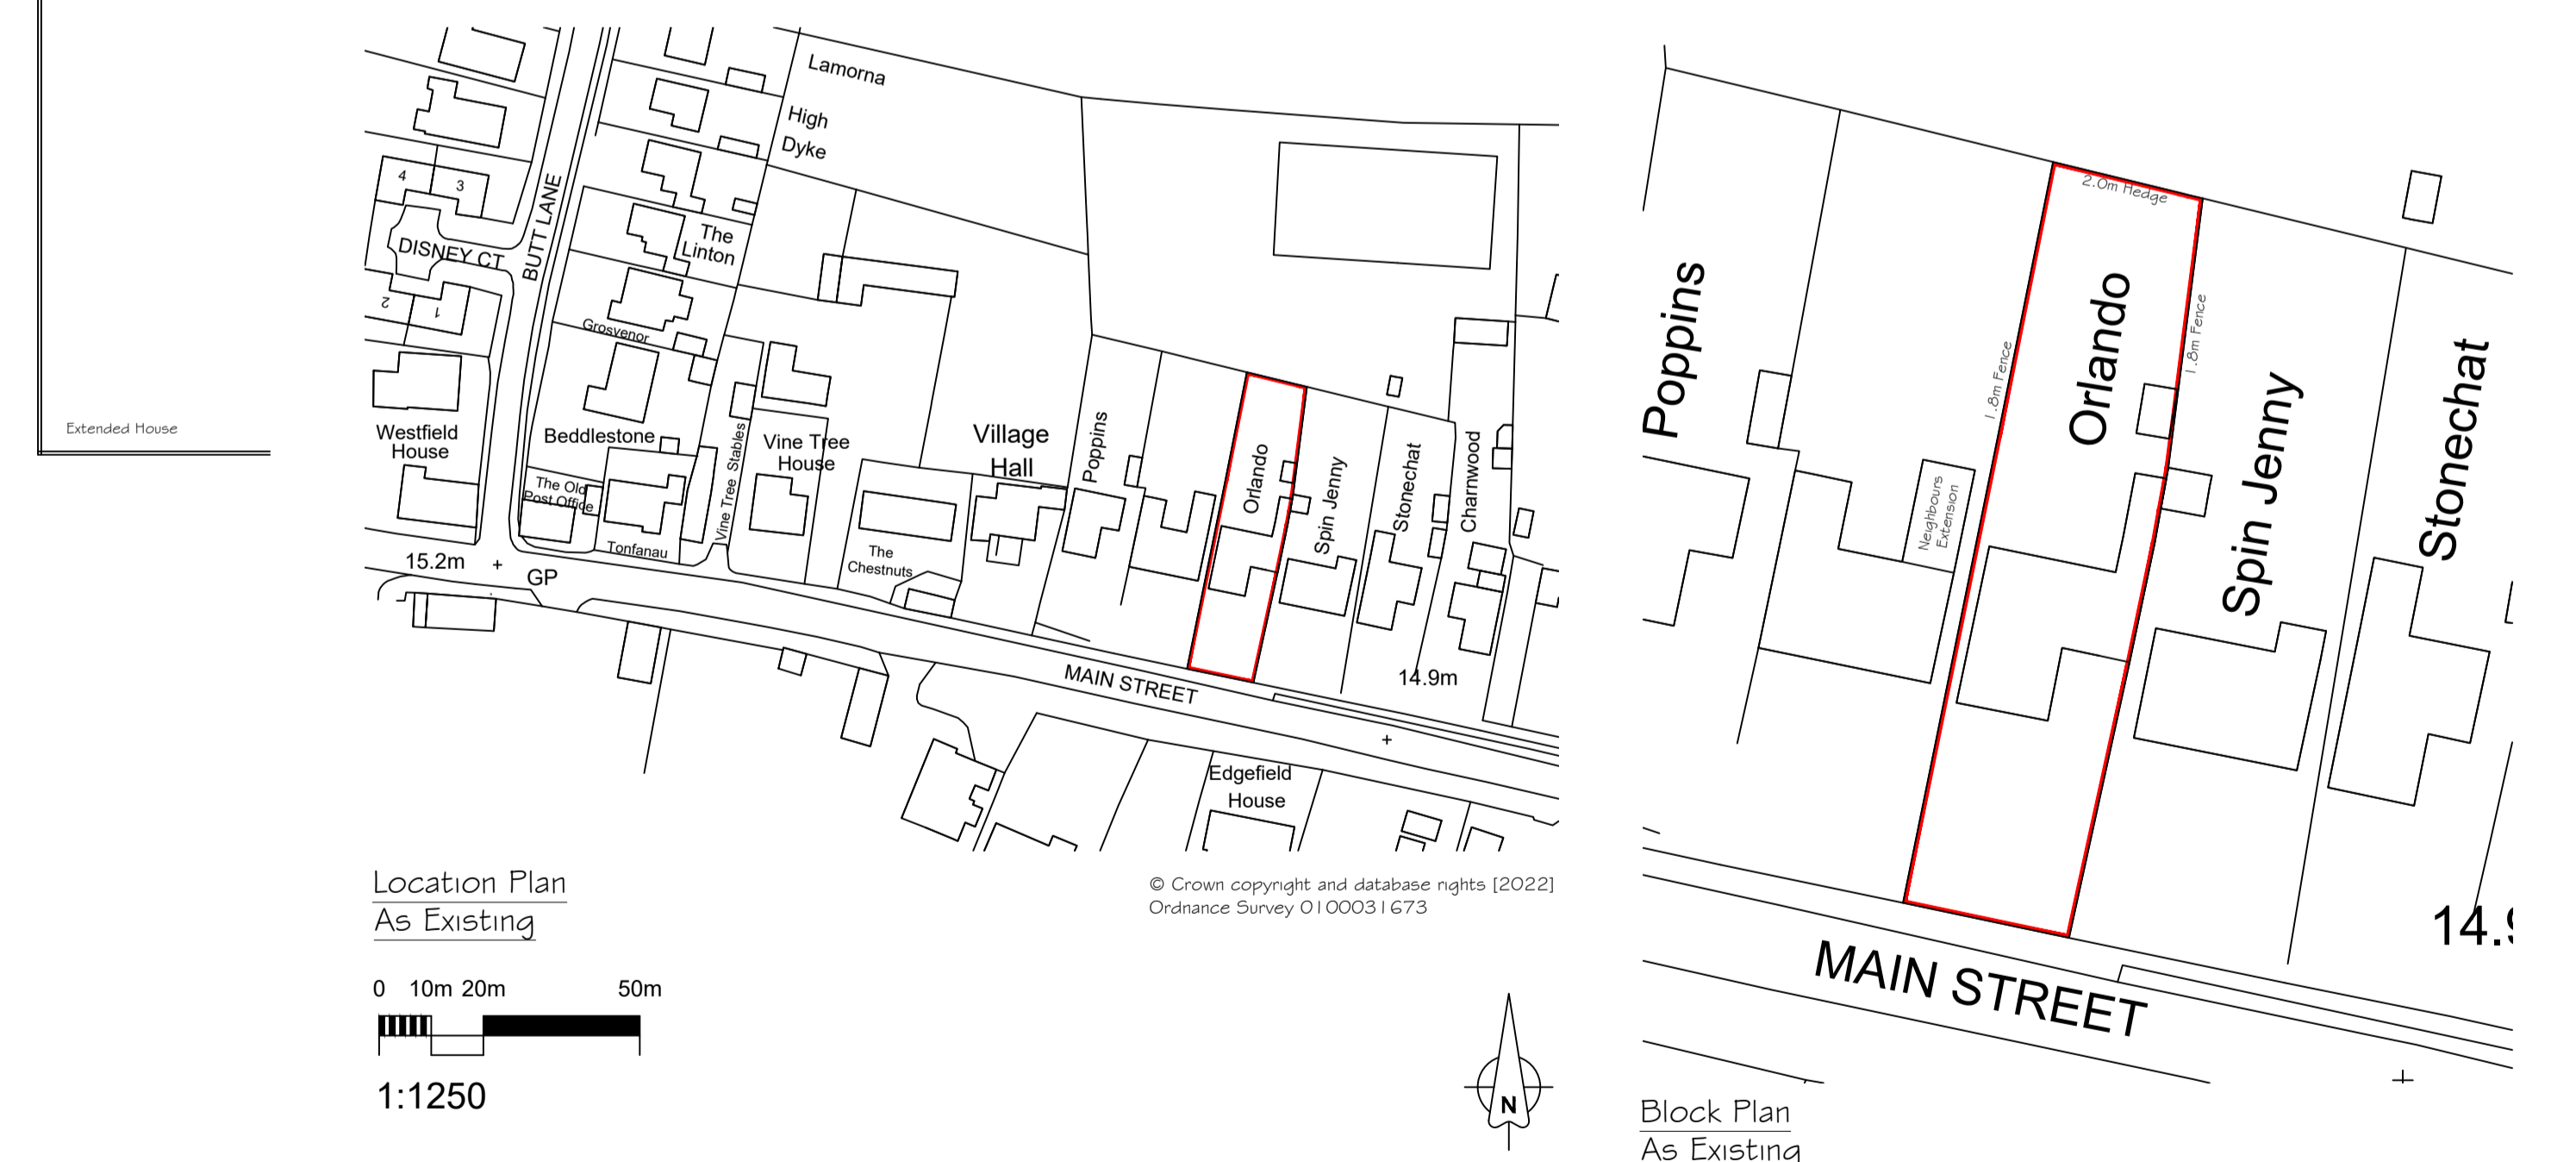 Extended House
Lamorna
High
Dyke
4
3
DISNEY CT
BUTT LANE
The
Linton
2
1
Grosvenor
Westfield
House
Beddlestone
The Old
Post Office
Tonfanau
Vine Tree Stables
Vine Tree
House
The
Chestnuts
Village
Hall
Poppins
Orlando
Spin Jenny
Stonechat
Charnwood
15.2m
GP
MAIN STREET
14.9m
Edgefield
House
Location Plan
As Existing
© Crown copyright and database rights [2022]
Ordnance Survey 0100031673
0 10m 20m 50m
1:1250
N
Poppins
2.0m Hedge
1.8m Fence
Orlando
1.8m Fence
Neighbours
Extension
Spin Jenny
Stonechat
14.9
MAIN STREET
Block Plan
As Existing